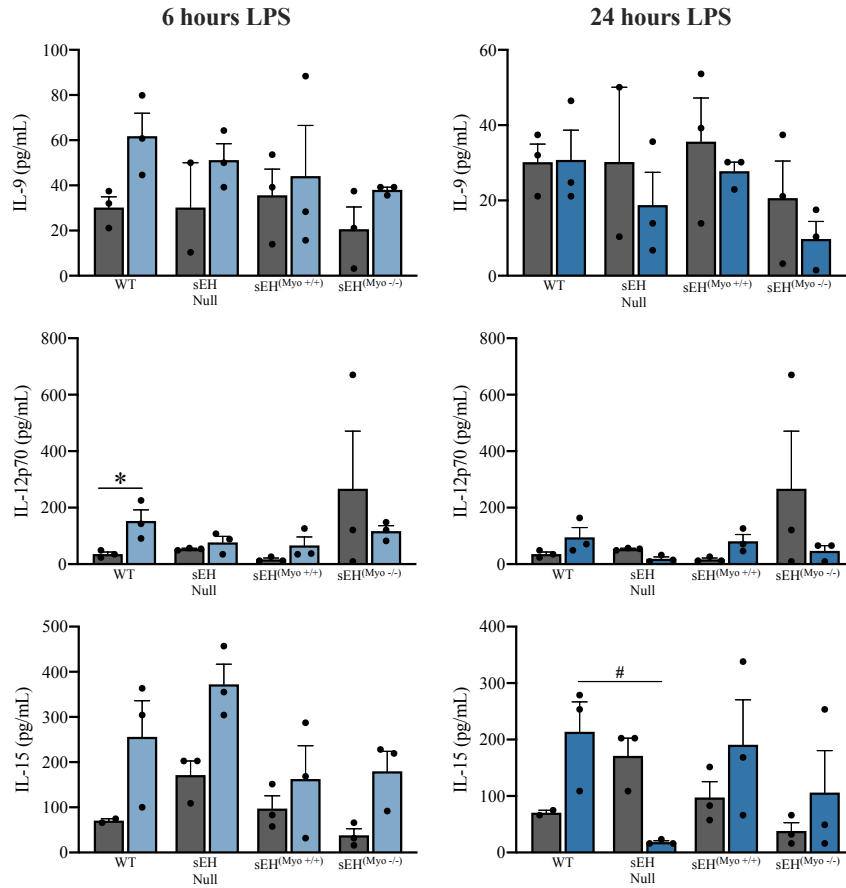 6 hours LPS
24 hours LPS
100
80
60
40
20
0
IL-9 (pg/mL)
WT
sEH
Null
sEH(Myo +/+)
sEH(Myo -/-)
60
40
20
0
IL-9 (pg/mL)
WT
sEH
Null
sEH(Myo +/+)
sEH(Myo -/-)
800
600
400
200
0
IL-12p70 (pg/mL)
*
WT
sEH
Null
sEH(Myo +/+)
sEH(Myo -/-)
800
600
400
200
0
IL-12p70 (pg/mL)
WT
sEH
Null
sEH(Myo +/+)
sEH(Myo -/-)
500
400
300
200
100
0
IL-15 (pg/mL)
WT
sEH
Null
sEH(Myo +/+)
sEH(Myo -/-)
400
300
200
100
0
IL-15 (pg/mL)
#
WT
sEH
Null
sEH(Myo +/+)
sEH(Myo -/-)